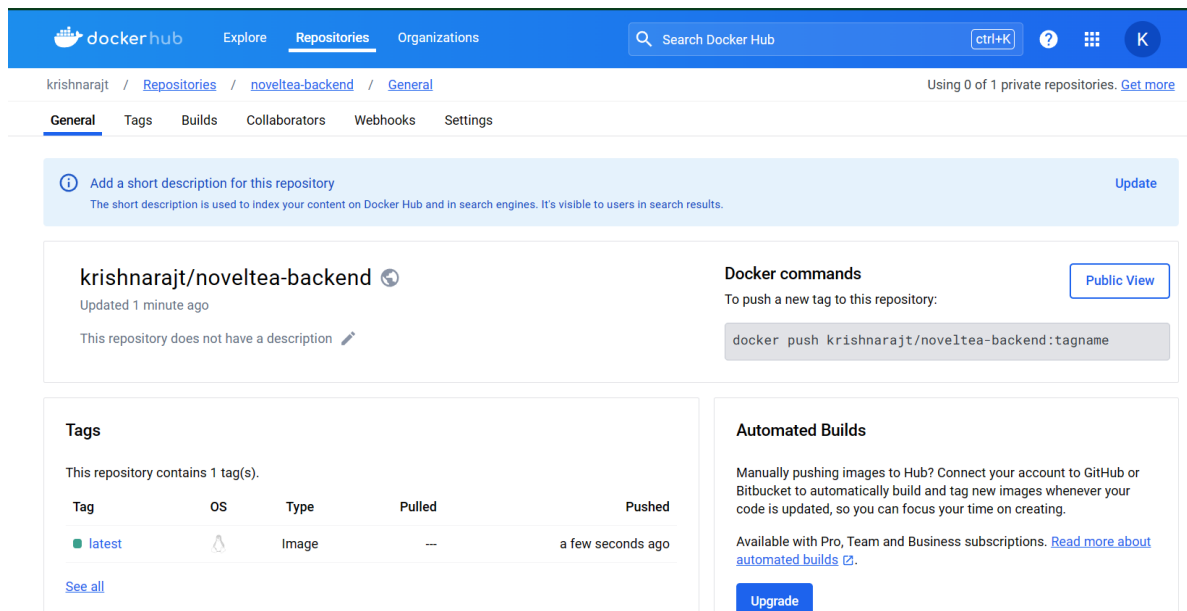 dockerhub Explore Repositories Organizations Search Docker Hub ctrl+K ? K
krishnarajt / Repositories / noveltea-backend / General Using 0 of 1 private repositories. Get more
General Tags Builds Collaborators Webhooks Settings
Add a short description for this repository Update
The short description is used to index your content on Docker Hub and in search engines. It's visible to users in search results.
krishnarajt/noveltea-backend
Updated 1 minute ago
This repository does not have a description
Docker commands
Public View
To push a new tag to this repository:
docker push krishnarajt/noveltea-backend:tagname
Tags
This repository contains 1 tag(s).
Tag OS Type Pulled Pushed
latest Image --- a few seconds ago
See all
Automated Builds
Manually pushing images to Hub? Connect your account to GitHub or
Bitbucket to automatically build and tag new images whenever your
code is updated, so you can focus your time on creating.
Available with Pro, Team and Business subscriptions. Read more about
automated builds.
Upgrade